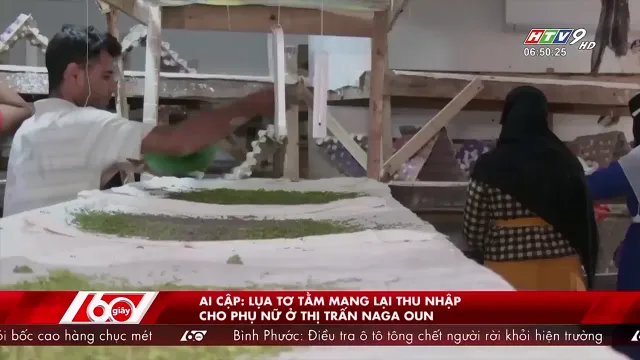 HTV9 HD
06:50:25
60 giây
AI CẬP: LỤA TƠ TẰM MANG LẠI THU NHẬP
CHO PHỤ NỮ Ở THỊ TRẤN NAGA OUN
bốc cao hàng chục mét 60 Bình Phước: Điều tra ô tô tông chết người rời khỏi hiện trường